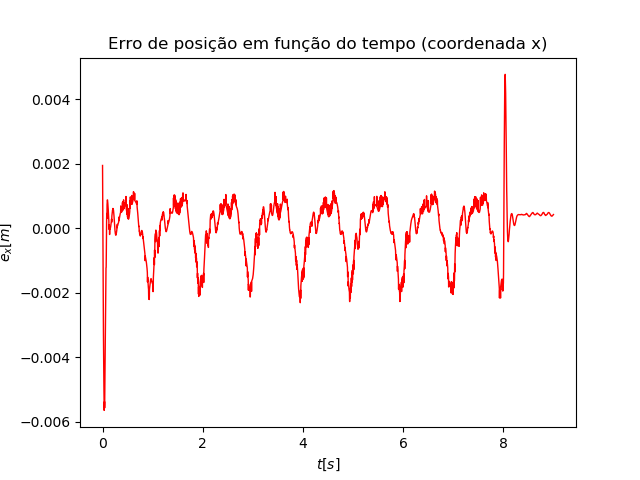 Erro de posição em função do tempo (coordenada x)
0.004
0.002
0.000
−0.002
−0.004
−0.006
e_x[m]
0 2 4 6 8
t[s]